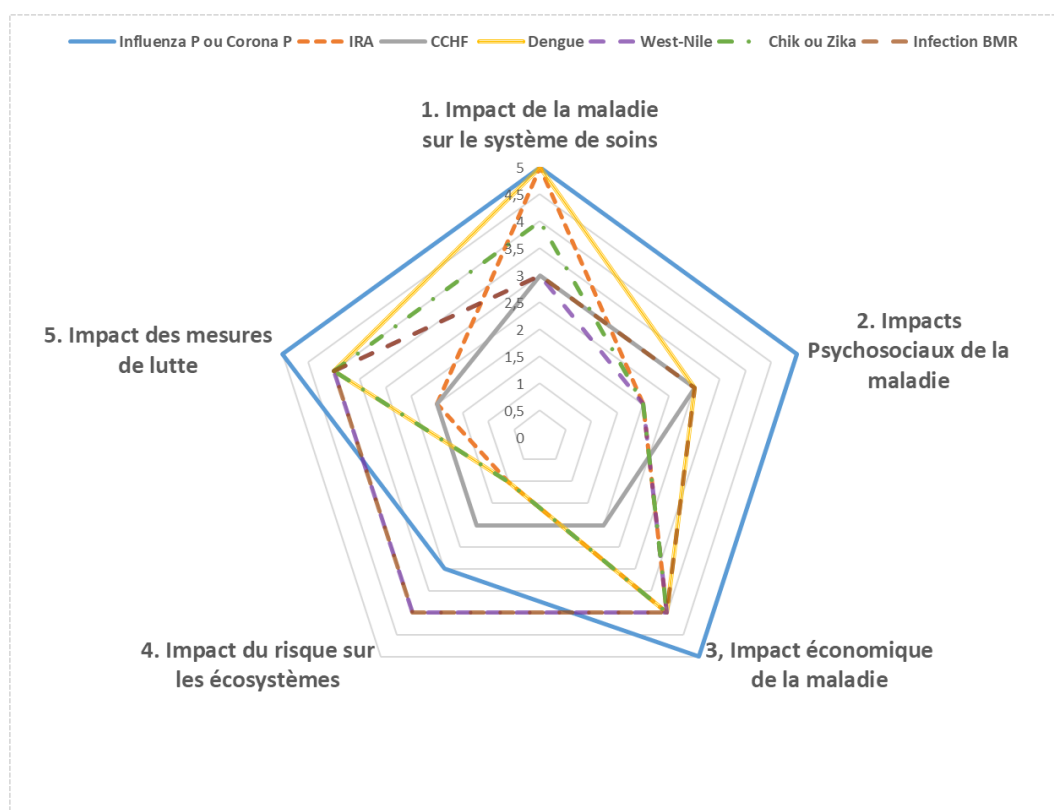 Influenza P ou Corona P IRA CCHF Dengue West-Nile Chik ou Zika Infection BMR
1. Impact de la maladie
sur le système de soins
5
4,5
4
3,5
3
2,5
2
1,5
1
0,5
0
2. Impacts
Psychosociaux de la
maladie
5. Impact des mesures
de lutte
4. Impact du risque sur
les écosystèmes
3, Impact économique
de la maladie